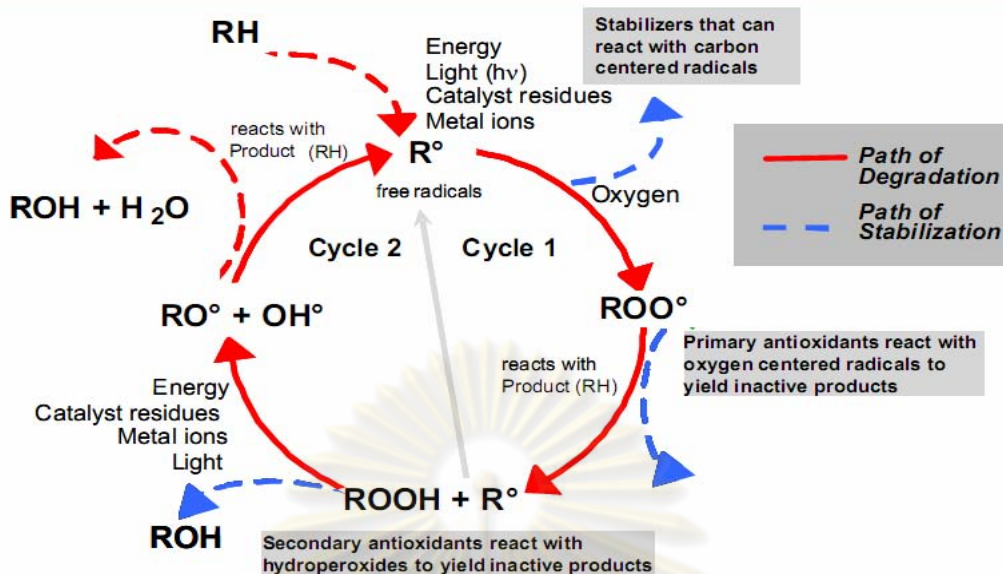 RH
Energy
Light (hν)
Catalyst residues
Metal ions
Stabilizers that can
react with carbon
centered radicals
reacts with
Product (RH)
R°
free radicals
Oxygen
Path of
Degradation
Path of
Stabilization
ROH + H₂O
Cycle 2
Cycle 1
RO° + OH°
ROO°
Primary antioxidants react with
oxygen centered radicals to
yield inactive products
reacts with
Product (RH)
Energy
Catalyst residues
Metal ions
Light
ROOH + R°
ROH
Secondary antioxidants react with
hydroperoxides to yield inactive products